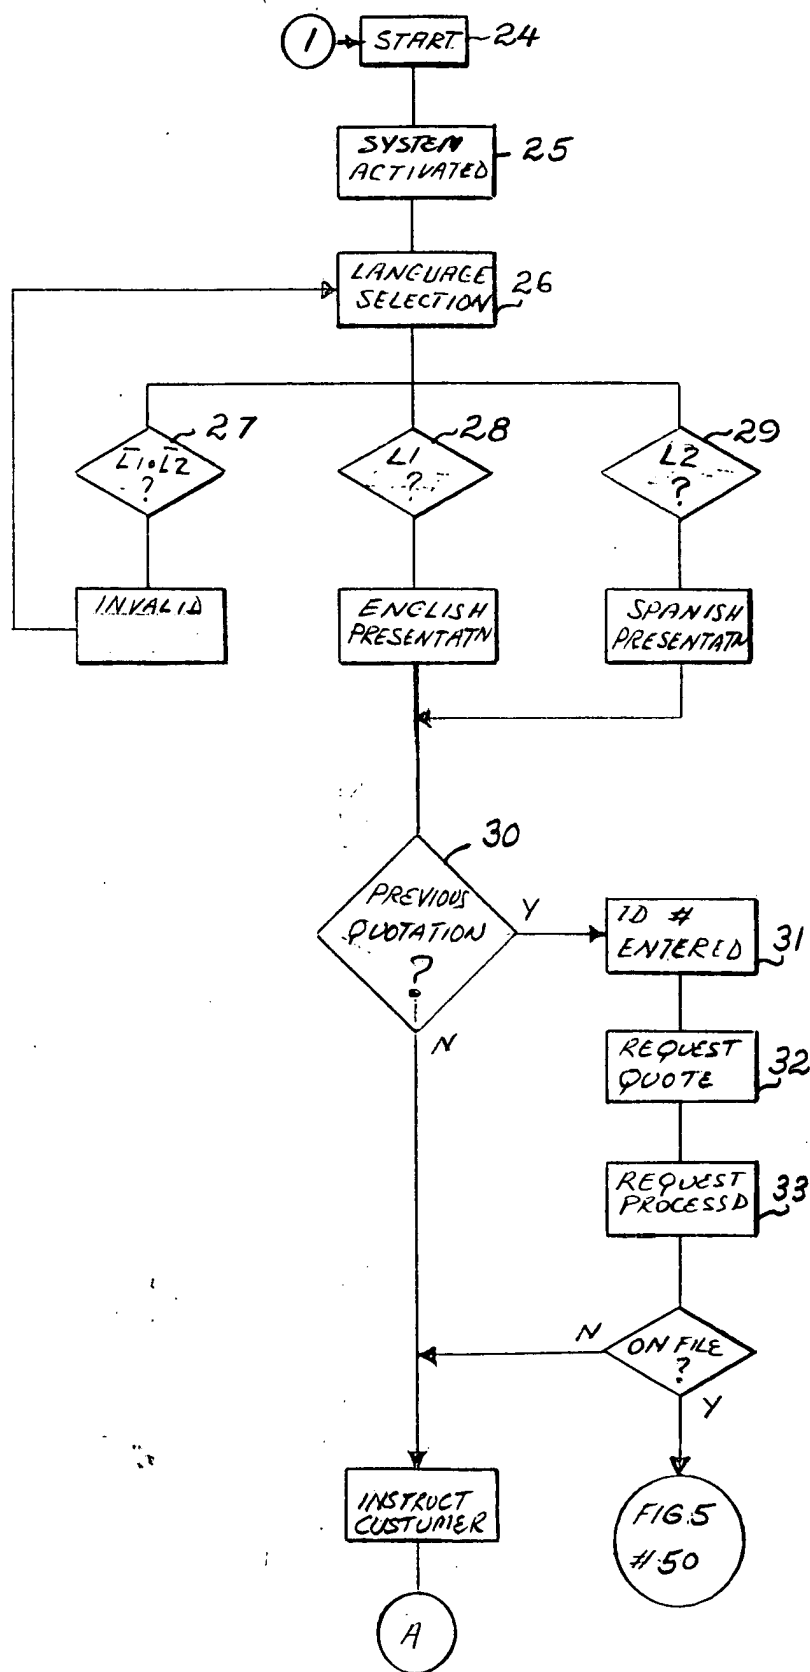 1
START
24
SYSTEM
ACTIVATED
25
LANGUAGE
SELECTION
26
L̅1·L̅2
?
27
L1
?
28
L2
?
29
INVALID
ENGLISH
PRESENTATN
SPANISH
PRESENTATN
30
PREVIOUS
QUOTATION
?
Y
N
ID #
ENTERED
31
REQUEST
QUOTE
32
REQUEST
PROCESSD
33
ON FILE
?
N
Y
INSTRUCT
CUSTUMER
FIG.5
#50
A